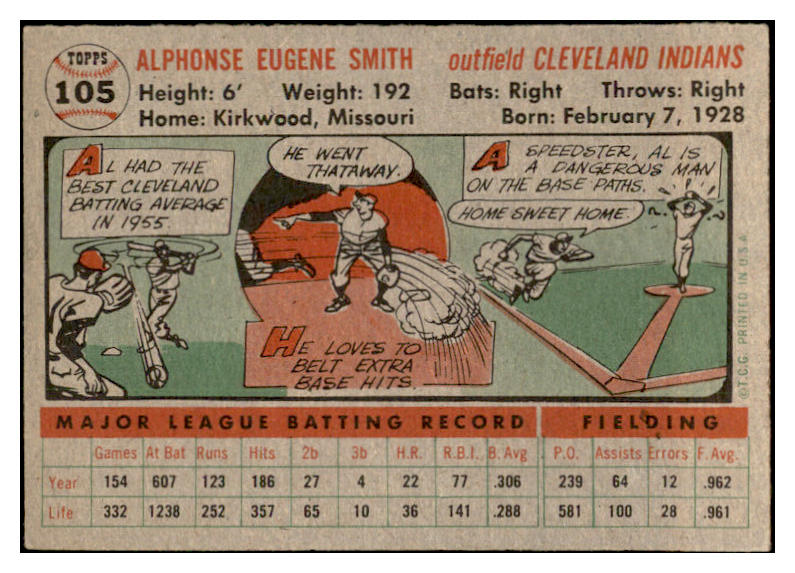 TOPPS
105
ALPHONSE EUGENE SMITH
outfield CLEVELAND INDIANS
Height: 6' Weight: 192
Bats: Right Throws: Right
Home: Kirkwood, Missouri
Born: February 7, 1928
AL HAD THE
BEST CLEVELAND
BATTING AVERAGE
IN 1955.
HE WENT
THATAWAY.
HE LOVES TO
BELT EXTRA
BASE HITS.
A SPEEDSTER, AL IS
A DANGEROUS MAN
ON THE BASE PATHS.
HOME SWEET HOME.
? ? ?
©T.C.G. PRINTED IN U.S.A.
MAJOR LEAGUE BATTING RECORD FIELDING
Games At Bat Runs Hits 2b 3b H.R. R.B.I. B. Avg P.O. Assists Errors F. Avg.
Year 154 607 123 186 27 4 22 77 .306 239 64 12 .962
Life 332 1238 252 357 65 10 36 141 .288 581 100 28 .961